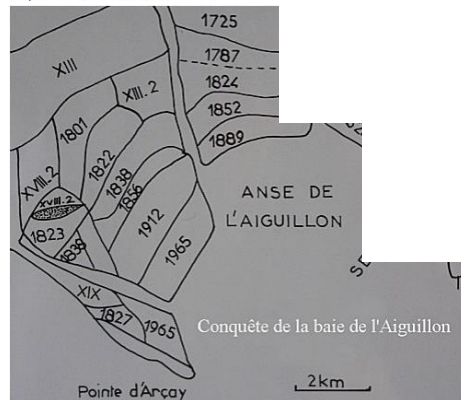 1725
1787
1824
1852
1889
XIII
XIII.2
1801
1822
XVIII.2
1838
1856
XVIII.2
1823
1838
1912
1965
ANSE DE
L'AIGUILLON
XIX
1827
1965
Conquête de la baie de l'Aiguillon
Pointe d'Arçay
2km